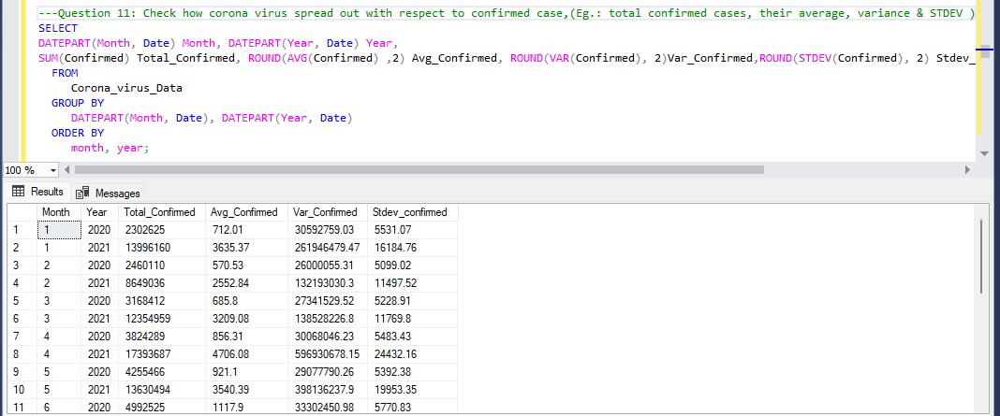 ---Question 11: Check how corona virus spread out with respect to confirmed case,(Eg.: total confirmed cases, their average, variance & STDEV )
SELECT
DATEPART(Month, Date) Month, DATEPART(Year, Date) Year,
SUM(Confirmed) Total_Confirmed, ROUND(AVG(Confirmed) ,2) Avg_Confirmed, ROUND(VAR(Confirmed), 2)Var_Confirmed,ROUND(STDEV(Confirmed), 2) Stdev_
FROM
Corona_virus_Data
GROUP BY
DATEPART(Month, Date), DATEPART(Year, Date)
ORDER BY
month, year;
100 %
Results Messages
Month Year Total_Confirmed Avg_Confirmed Var_Confirmed Stdev_confirmed
1 1 2020 2302625 712.01 30592759.03 5531.07
2 1 2021 13996160 3635.37 261946479.47 16184.76
3 2 2020 2460110 570.53 26000055.31 5099.02
4 2 2021 8649036 2552.84 132193030.3 11497.52
5 3 2020 3168412 685.8 27341529.52 5228.91
6 3 2021 12354959 3209.08 138528226.8 11769.8
7 4 2020 3824289 856.31 30068046.23 5483.43
8 4 2021 17393687 4706.08 596930678.15 24432.16
9 5 2020 4255466 921.1 29077790.26 5392.38
10 5 2021 13630494 3540.39 398136237.9 19953.35
11 6 2020 4992525 1117.9 33302450.98 5770.83